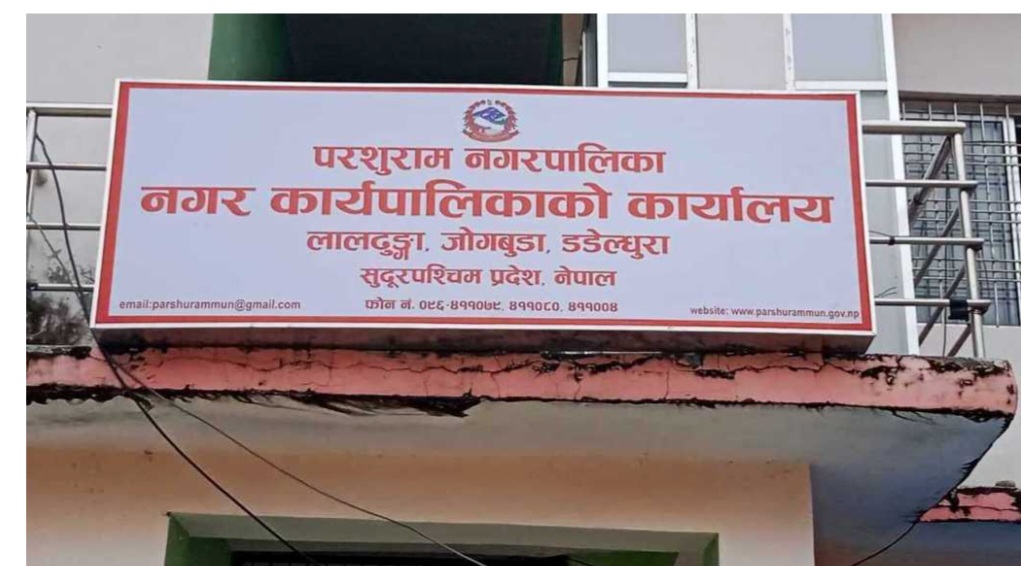 परशुराम नगरपालिका
नगर कार्यपालिकाको कार्यालय
लालढुङ्गा, जोगबुडा, डडेल्धुरा
सुदूरपश्चिम प्रदेश, नेपाल
email:parshurammun@gmail.com फोन नं. ०९६-४११०७९, ४११०८०, ४११००४ website: www.parshurammun.gov.np